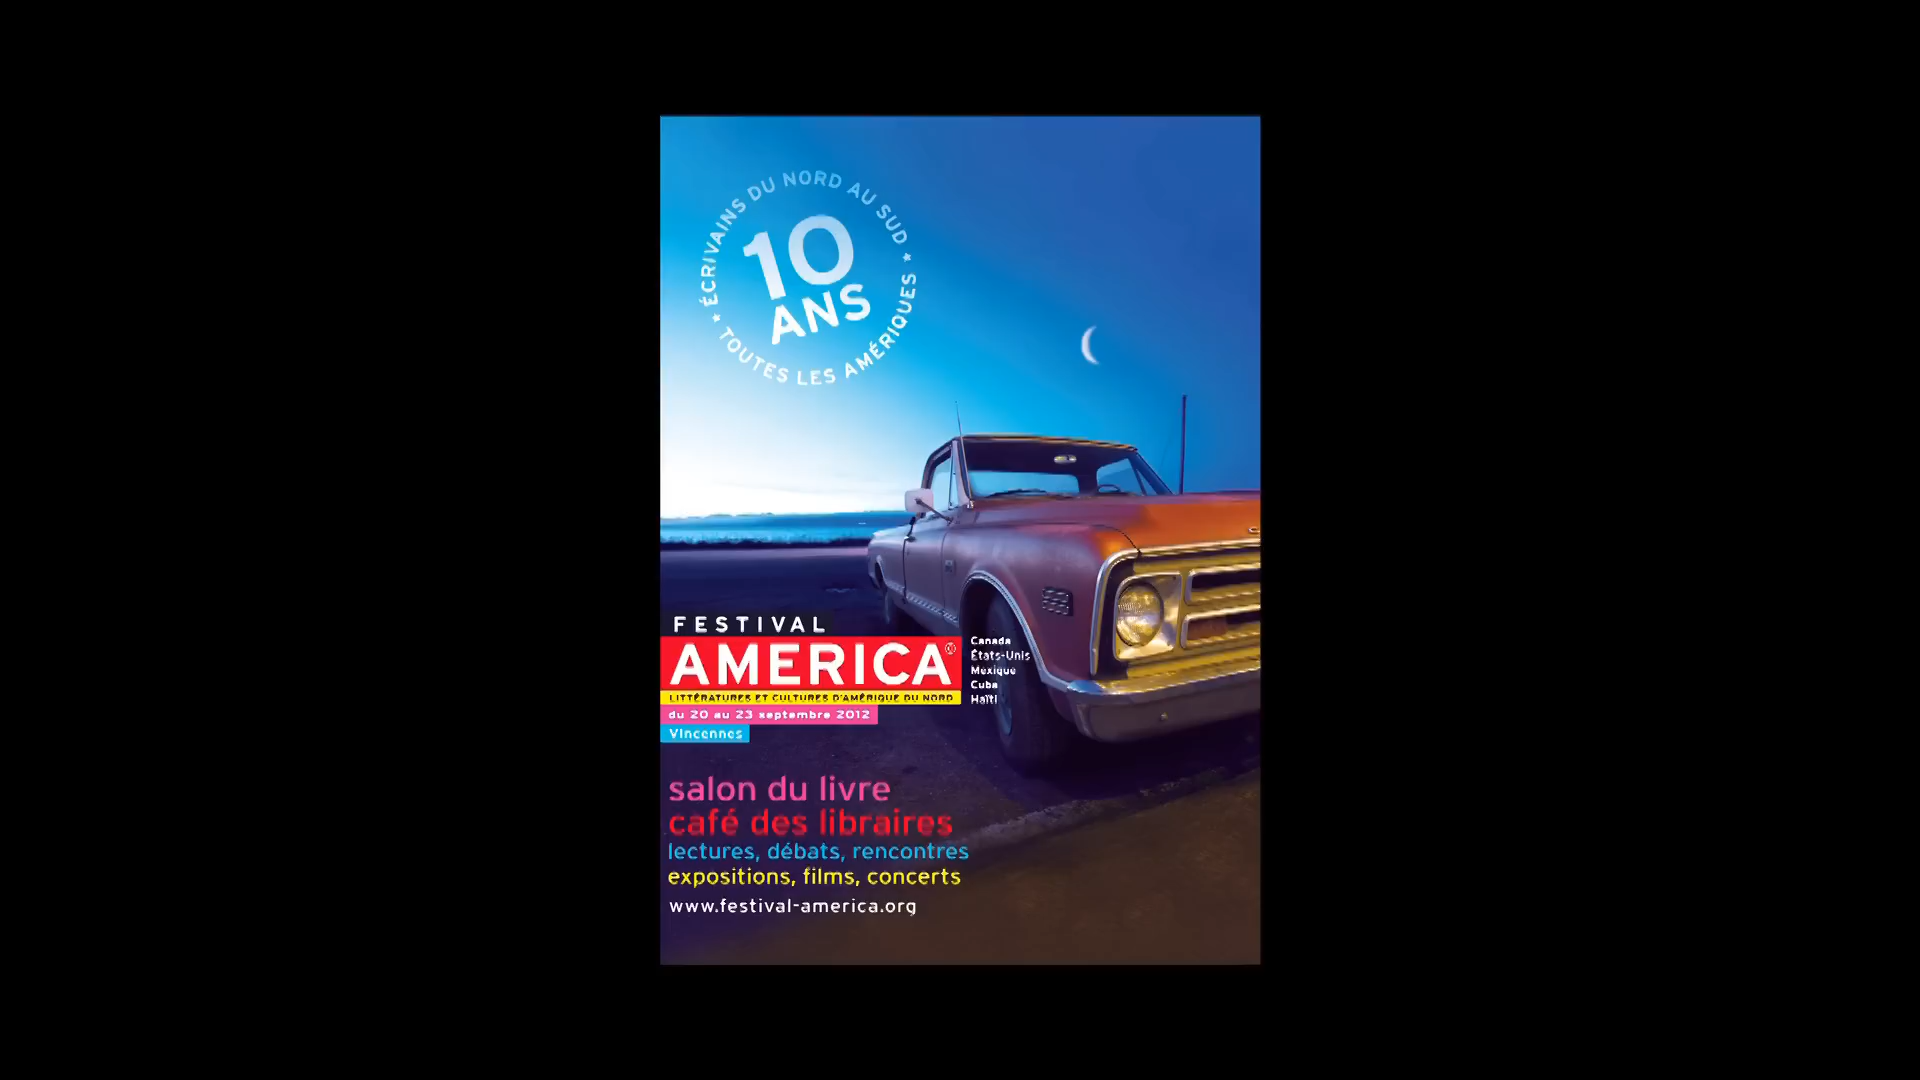 ÉCRIVAINS DU NORD AU SUD
10
ANS
TOUTES LES AMÉRIQUES
FESTIVAL
AMERICA®
LITTÉRATURES ET CULTURES D'AMÉRIQUE DU NORD
du 20 au 23 septembre 2012
Vincennes
Canada
États-Unis
Mexique
Cuba
Haïti
salon du livre
café des libraires
lectures, débats, rencontres
expositions, films, concerts
www.festival-america.org